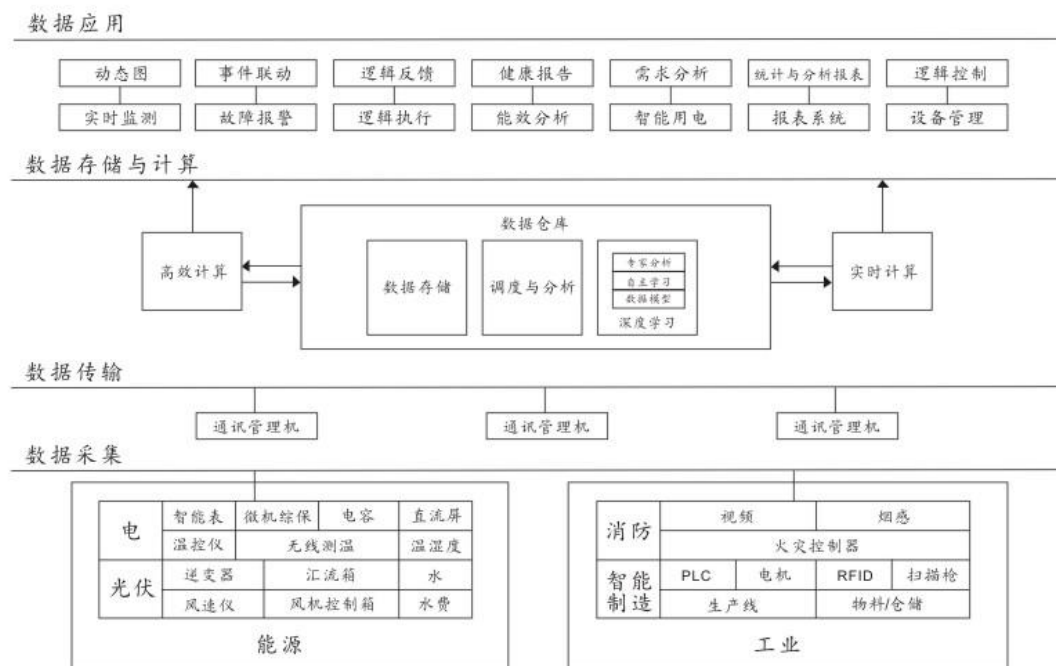 数据应用
动态图 事件联动 逻辑反馈 健康报告 需求分析 统计与分析报表 逻辑控制
实时监测 故障报警 逻辑执行 能效分析 智能用电 报表系统 设备管理
数据存储与计算
数据仓库
高效计算 数据存储 调度与分析 专家分析 实时计算
自主学习
数据模型
深度学习
数据传输
通讯管理机 通讯管理机 通讯管理机
数据采集
电 智能表 微机综保 电容 直流屏
温控仪 无线测温 温湿度
光伏 逆变器 汇流箱 水
风速仪 风机控制箱 水费
能源
消防 视频 烟感
火灾控制器
智能制造 PLC 电机 RFID 扫描枪
生产线 物料/仓储
工业